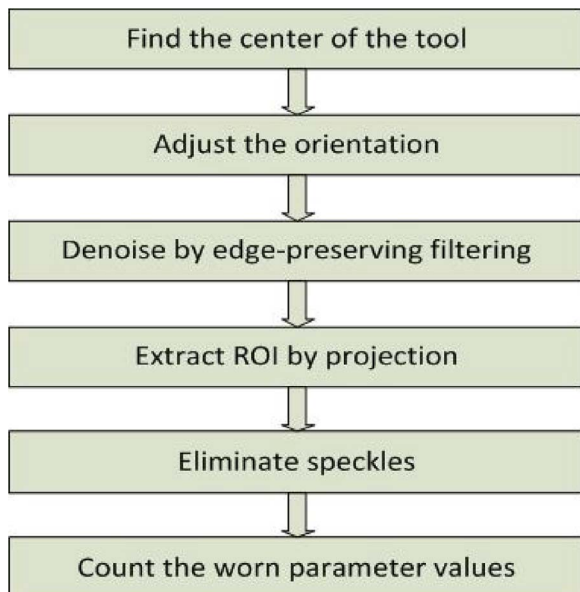 Find the center of the tool
Adjust the orientation
Denoise by edge-preserving filtering
Extract ROI by projection
Eliminate speckles
Count the worn parameter values